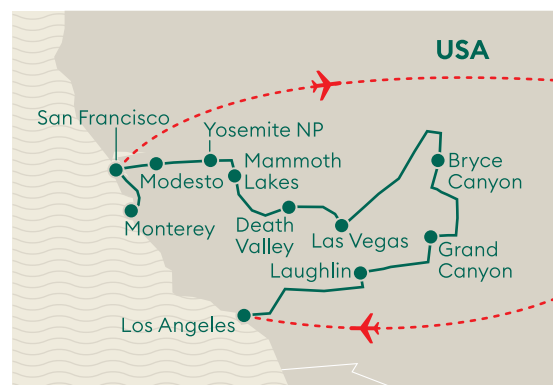 USA
San Francisco
Yosemite NP
Mammoth
Lakes
Modesto
Bryce
Canyon
Monterey
Death
Valley
Las Vegas
Grand
Canyon
Laughlin
Los Angeles